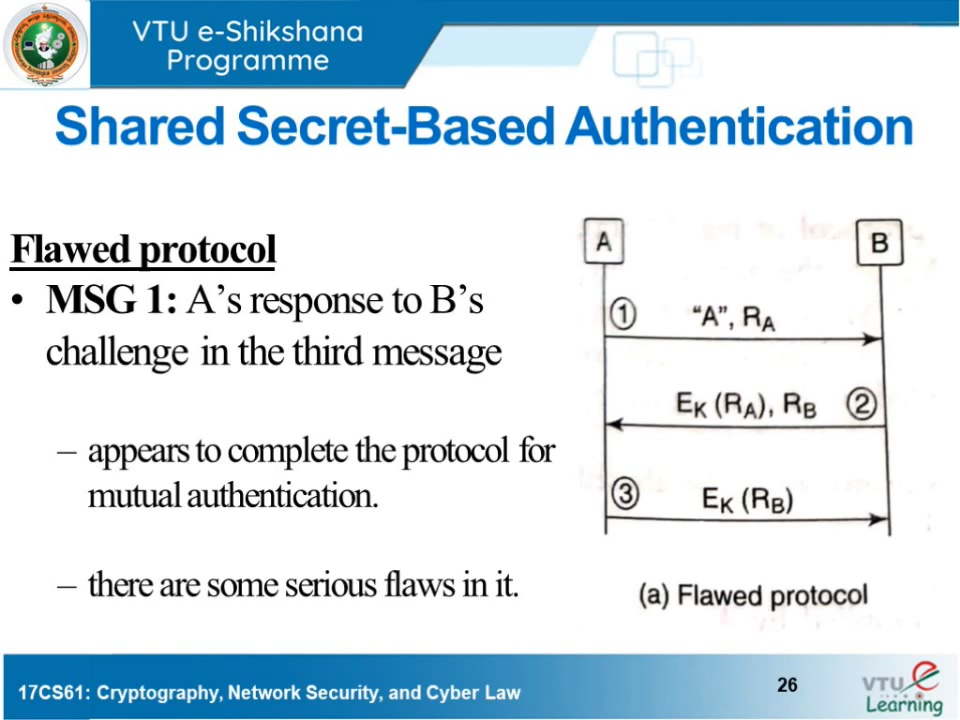 VTU e-Shikshana
Programme
Shared Secret-Based Authentication
Flawed protocol
• MSG 1: A’s response to B’s
challenge in the third message
– appears to complete the protocol for
mutual authentication.
– there are some serious flaws in it.
A
B
① “A”, RA
EK (RA), RB ②
③ EK (RB)
(a) Flawed protocol
17CS61: Cryptography, Network Security, and Cyber Law
26
VTU e
Learning